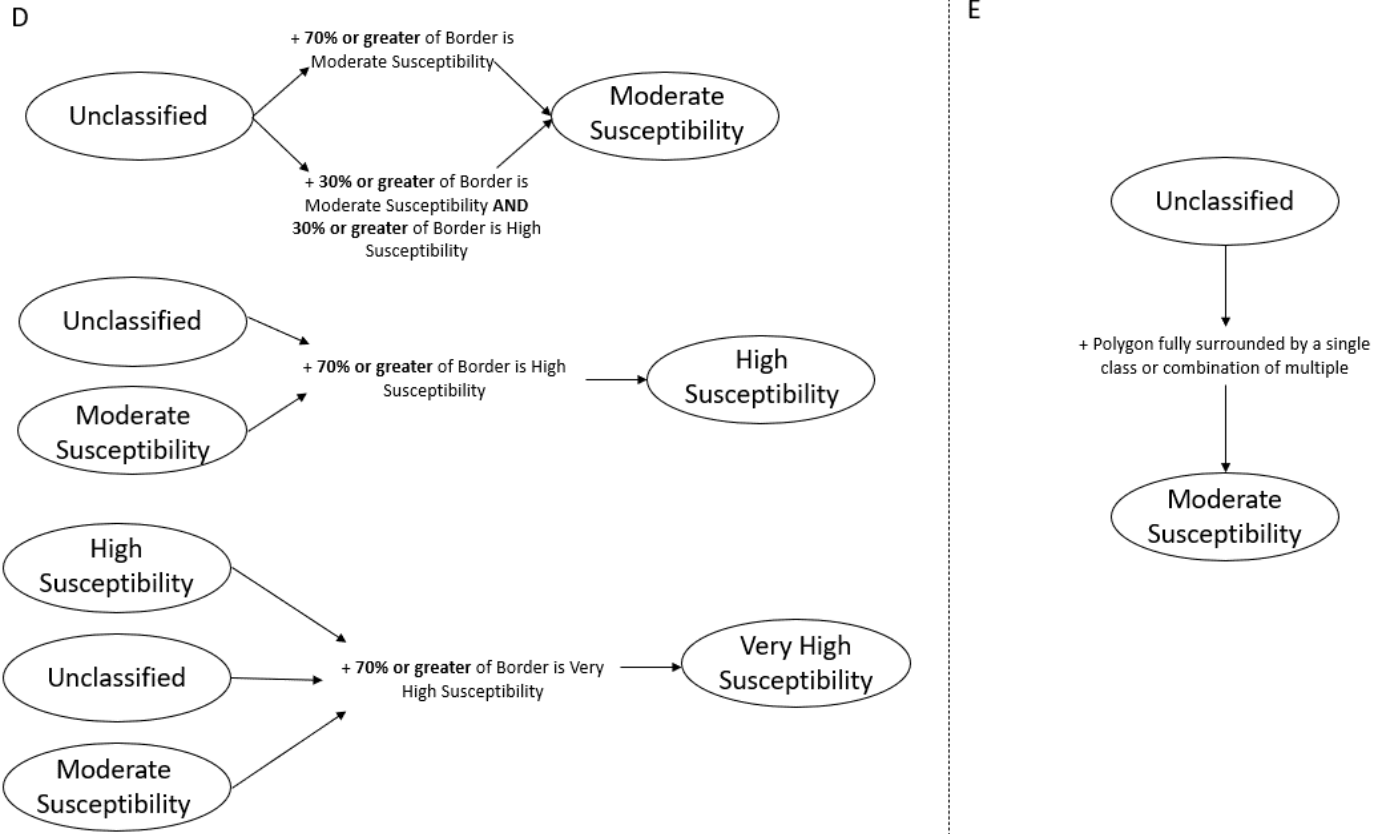 D
+ 70% or greater of Border is
Moderate Susceptibility
Unclassified
Moderate
Susceptibility
+ 30% or greater of Border is
Moderate Susceptibility AND
30% or greater of Border is High
Susceptibility
Unclassified
+ 70% or greater of Border is High
Susceptibility
High
Susceptibility
Moderate
Susceptibility
High
Susceptibility
Unclassified
+ 70% or greater of Border is Very
High Susceptibility
Very High
Susceptibility
Moderate
Susceptibility
E
Unclassified
+ Polygon fully surrounded by a single
class or combination of multiple
Moderate
Susceptibility